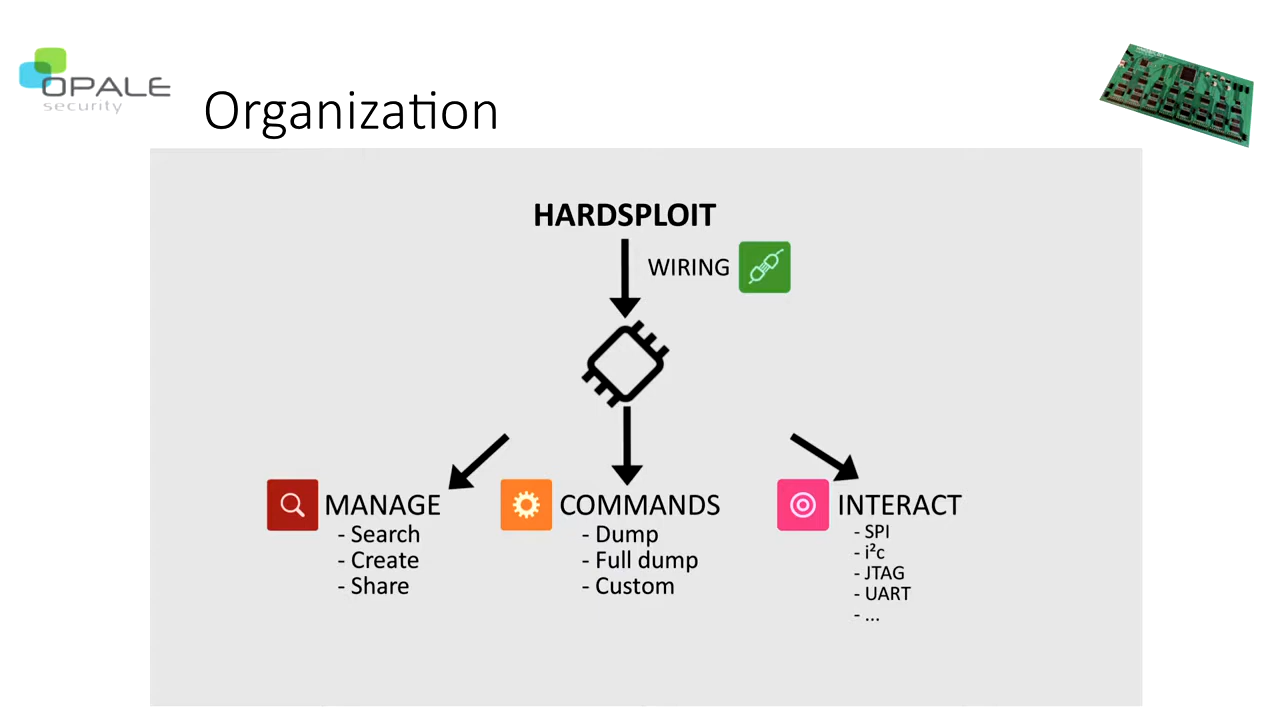 OPALE
security
Organization
HARDSPLOIT
WIRING
MANAGE
- Search
- Create
- Share
COMMANDS
- Dump
- Full dump
- Custom
INTERACT
- SPI
- i²c
- JTAG
- UART
- ...